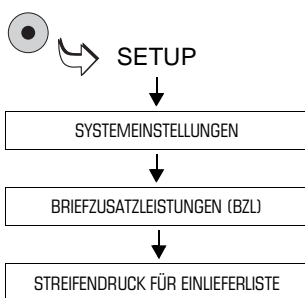 SETUP
SYSTEMEINSTELLUNGEN
BRIEFZUSATZLEISTUNGEN (BZL)
STREIFENDRUCK FÜR EINLIEFERLISTE